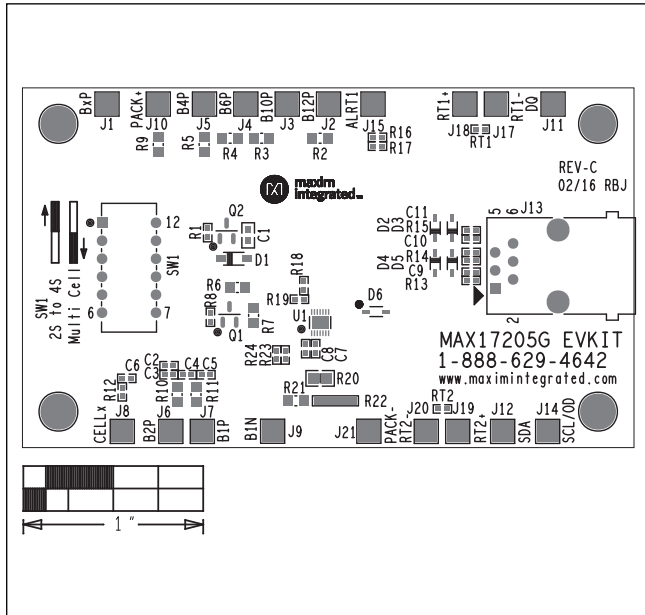 BxP
PACK+
B4P
B6P
B10P
B12P
ALRT1
RT1+
RT1-
DQ
J1
J10
J5
J4
J3
J2
J15
J18
J17
J11
R9
R5
R4
R3
R2
R16
R17
RT1
maxim
integrated™
REV-C
02/16 RBJ
12
SW1
6
7
SW1
2S to 4S
Multi Cell
R1
Q2
C1
D1
R6
R8
Q1
R7
R18
R19
U1
D6
D2
D3
C11
R15
C10
D4
D5
R14
C9
R13
5
6
J13
2
R24
R23
C8
C7
MAX17205G EVKIT
1-888-629-4642
www.maximintegrated.com
C6
C2
C3
C4
C5
R12
R10
R11
R20
R21
R22
RT2
CELLx
J8
B2P
J6
J7
B1P
B1N
J9
J21
PACK-
RT2-
J20
J19
RT2+
J12
SDA
J14
SCL/OD
1 "